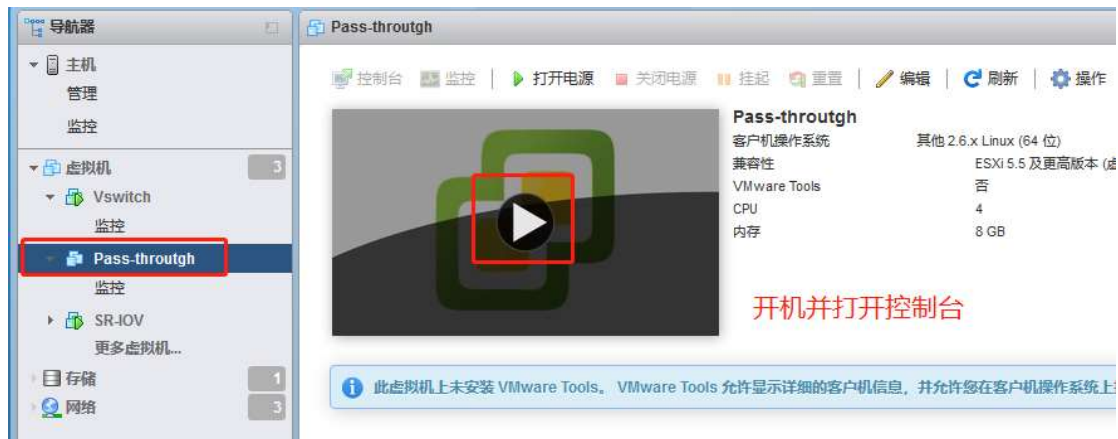 导航器
主机
管理
监控
虚拟机 3
Vswitch
监控
Pass-throutgh
监控
SR-IOV
更多虚拟机...
存储 1
网络 3
Pass-throutgh
控制台 监控 打开电源 关闭电源 挂起 重置 编辑 刷新 操作
Pass-throutgh
客户机操作系统 其他 2.6.x Linux (64 位)
兼容性 ESXi 5.5 及更高版本 (虚
VMware Tools 否
CPU 4
内存 8 GB
开机并打开控制台
此虚拟机上未安装 VMware Tools。 VMware Tools 允许显示详细的客户机信息，并允许您在客户机操作系统上